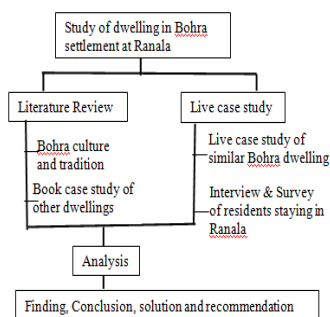 Study of dwelling in Bohra
settlement at Ranala
Literature Review
Live case study
Bohra culture
and tradition
Book case study of
other dwellings
Live case study of
similar Bohra dwelling
Interview & Survey
of residents staying in
Ranala
Analysis
Finding, Conclusion, solution and recommendation